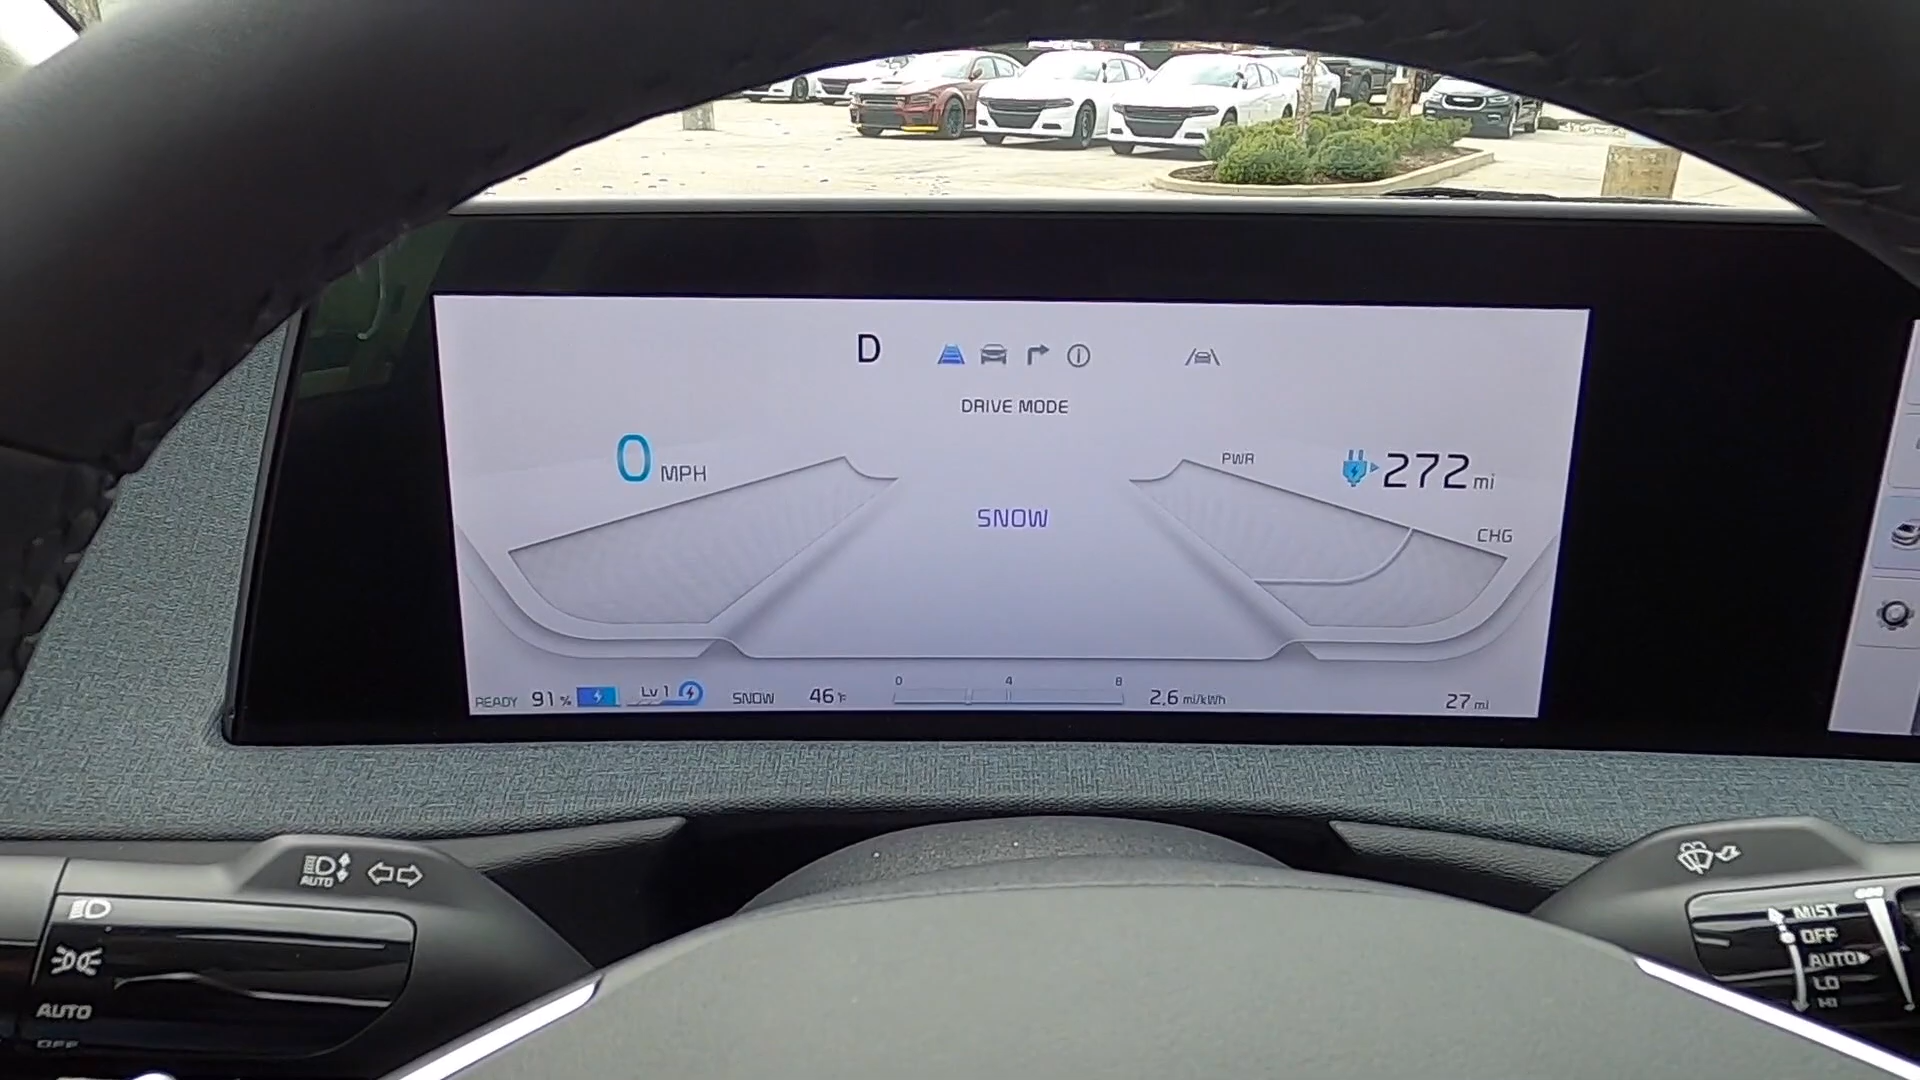 D
DRIVE MODE
0 MPH
PWR
272 mi
SNOW
CHG
READY 91% Lv 1 SNOW 46°F
0 4 8
2.6 mi/kWh
27 mi
AUTO
AUTO
OFF
MIST
OFF
AUTO
LO
HI